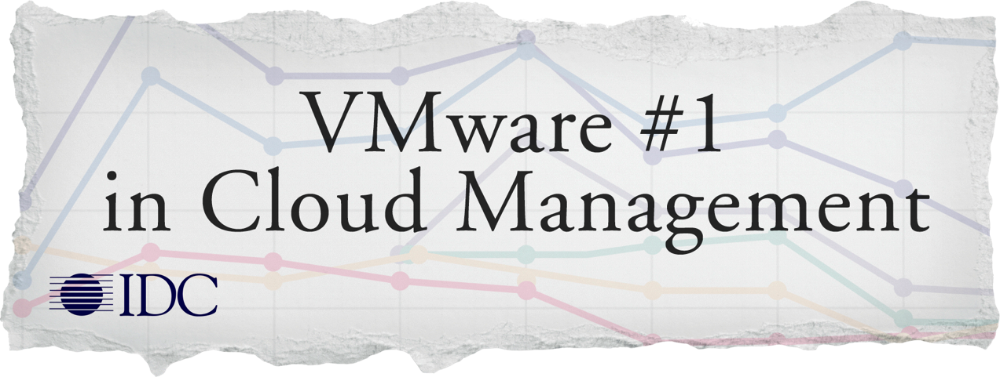 VMware #1
in Cloud Management
IDC